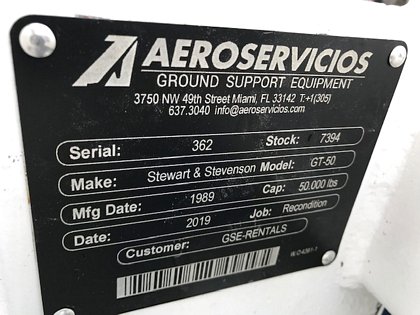 AEROSERVICIOS
GROUND SUPPORT EQUIPMENT
3750 NW 49th Street Miami, FL 33142 T:+1(305)
637.3040 info@aeroservicios.com
Serial: 362 Stock: 7394
Make: Stewart & Stevenson Model: GT-50
Mfg Date: 1989 Cap: 50.000 lbs
Date: 2019 Job: Recondition
Customer: GSE-RENTALS